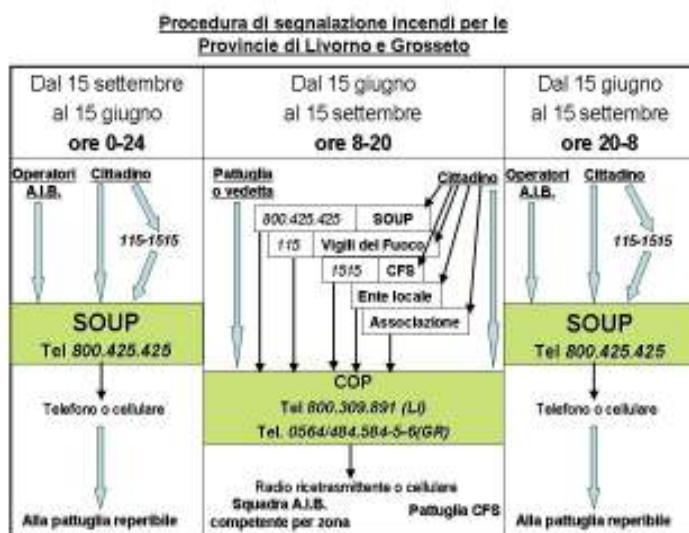 Procedura di segnalazione incendi per le
Provincie di Livorno e Grosseto
Dal 15 settembre
al 15 giugno
ore 0-24
Operatori
A.I.B.
Cittadino
115-1515
SOUP
Tel 800.425.425
Telefono o cellulare
Alla pattuglia reperibile
Dal 15 giugno
al 15 settembre
ore 8-20
Pattuglia
o vedetta
Cittadino
800.425.425 SOUP
115 Vigili del Fuoco
1515 CFS
Ente locale
Associazione
COP
Tel 800.309.891 (LI)
Tel. 0564/484.584-5-6(GR)
Radio ricetrasmittente o cellulare
Squadra A.I.B.
competente per zona
Pattuglia CFS
Dal 15 giugno
al 15 settembre
ore 20-8
Operatori
A.I.B.
Cittadino
115-1515
SOUP
Tel 800.425.425
Telefono o cellulare
Alla pattuglia reperibile